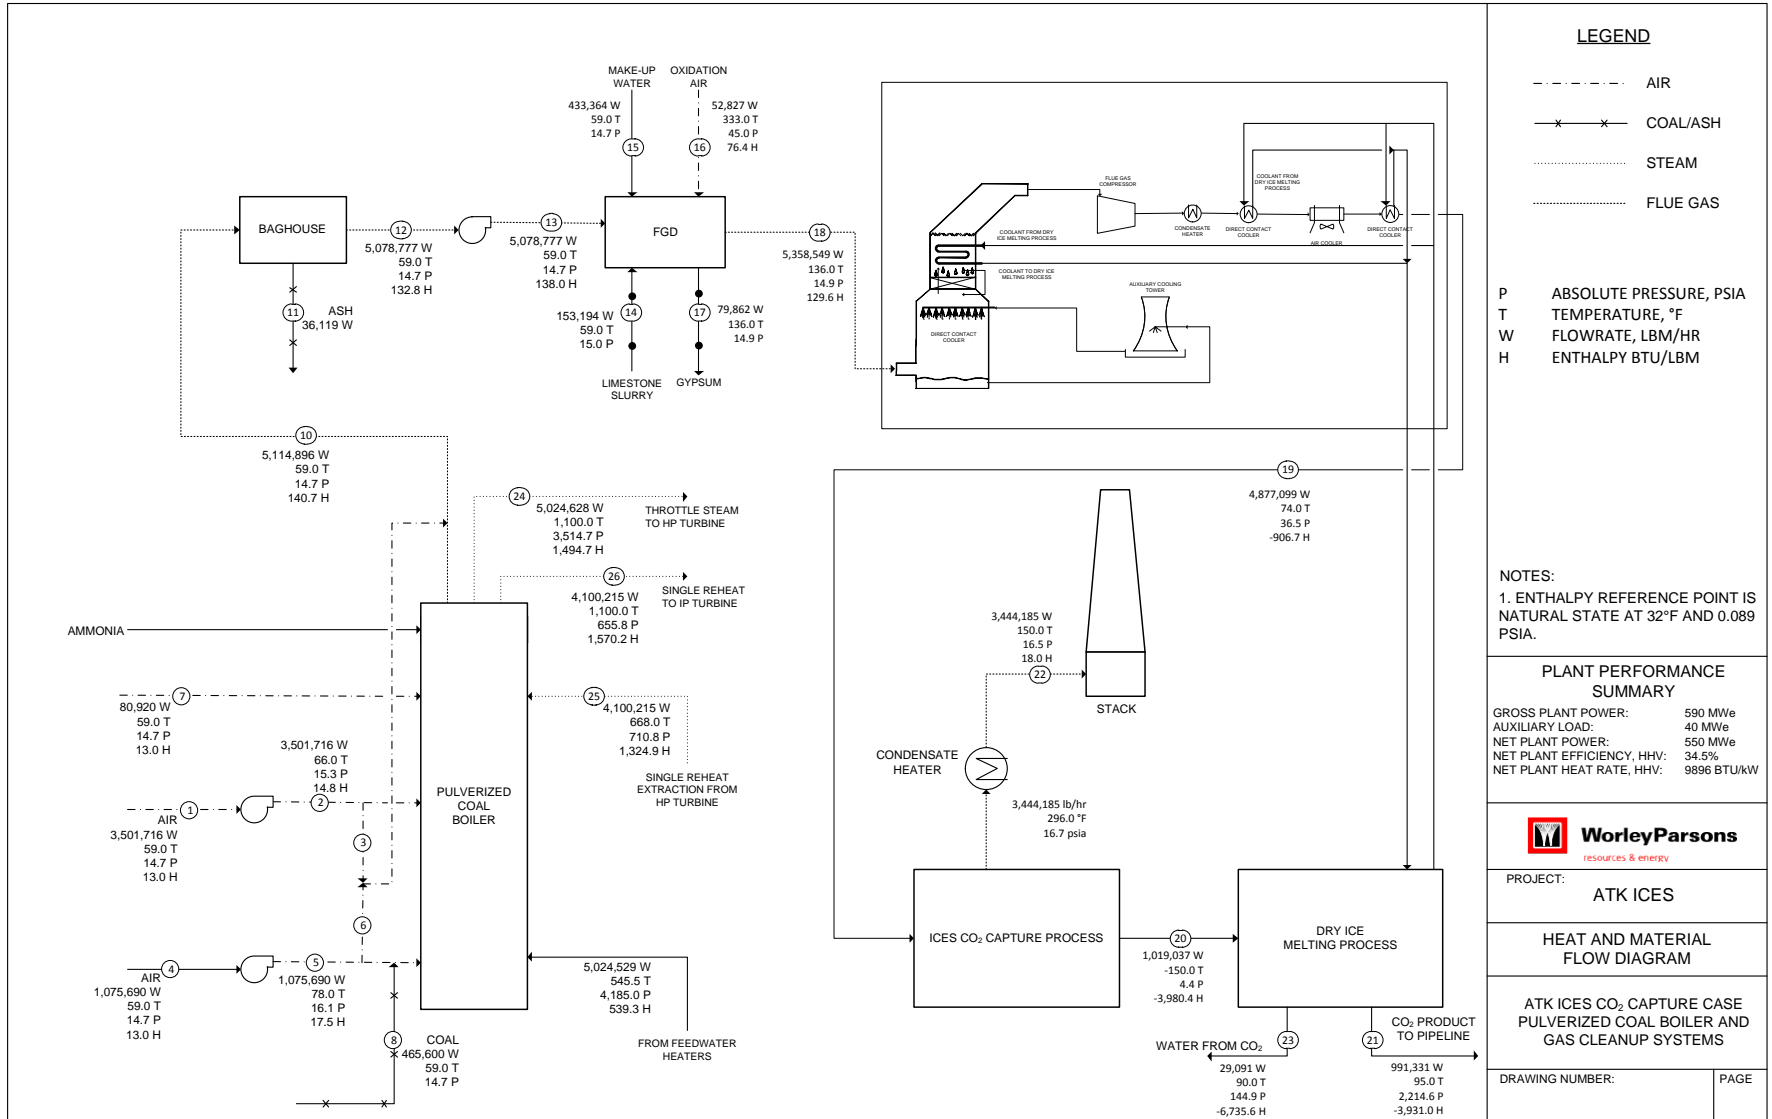 MAKE-UP
WATER
OXIDATION
AIR
433,364 W
59.0 T
14.7 P
15
52,827 W
333.0 T
45.0 P
76.4 H
16
BAGHOUSE
12
5,078,777 W
59.0 T
14.7 P
132.8 H
13
5,078,777 W
59.0 T
14.7 P
138.0 H
FGD
18
5,358,549 W
136.0 T
14.9 P
129.6 H
11
ASH
36,119 W
153,194 W
59.0 T
15.0 P
14
LIMESTONE
SLURRY
17
79,862 W
136.0 T
14.9 P
GYPSUM
FLUE GAS
COMPRESSOR
CONDENSATE
HEATER
COOLANT FROM
DRY ICE MELTING
PROCESS
DIRECT CONTACT
COOLER
AIR COOLER
DIRECT CONTACT
COOLER
COOLANT FROM DRY
ICE MELTING PROCESS
COOLANT TO DRY ICE
MELTING PROCESS
AUXILIARY COOLING
TOWER
DIRECT CONTACT
COOLER
10
5,114,896 W
59.0 T
14.7 P
140.7 H
19
4,877,099 W
74.0 T
36.5 P
-906.7 H
24
5,024,628 W
1,100.0 T
3,514.7 P
1,494.7 H
THROTTLE STEAM
TO HP TURBINE
26
4,100,215 W
1,100.0 T
655.8 P
1,570.2 H
SINGLE REHEAT
TO IP TURBINE
AMMONIA
7
80,920 W
59.0 T
14.7 P
13.0 H
25
4,100,215 W
668.0 T
710.8 P
1,324.9 H
SINGLE REHEAT
EXTRACTION FROM
HP TURBINE
3,501,716 W
66.0 T
15.3 P
14.8 H
1
2
AIR
3,501,716 W
59.0 T
14.7 P
13.0 H
3
PULVERIZED
COAL
BOILER
6
4
5
AIR
1,075,690 W
59.0 T
14.7 P
13.0 H
1,075,690 W
78.0 T
16.1 P
17.5 H
8
COAL
465,600 W
59.0 T
14.7 P
5,024,529 W
545.5 T
4,185.0 P
539.3 H
FROM FEEDWATER
HEATERS
3,444,185 W
150.0 T
16.5 P
18.0 H
22
STACK
CONDENSATE
HEATER
3,444,185 lb/hr
296.0 °F
16.7 psia
ICES CO₂ CAPTURE PROCESS
20
1,019,037 W
-150.0 T
4.4 P
-3,980.4 H
DRY ICE
MELTING PROCESS
WATER FROM CO₂
23
29,091 W
90.0 T
144.9 P
-6,735.6 H
21
CO₂ PRODUCT
TO PIPELINE
991,331 W
95.0 T
2,214.6 P
-3,931.0 H
LEGEND
AIR
COAL/ASH
STEAM
FLUE GAS
P ABSOLUTE PRESSURE, PSIA
T TEMPERATURE, °F
W FLOWRATE, LBM/HR
H ENTHALPY BTU/LBM
NOTES:
1. ENTHALPY REFERENCE POINT IS
NATURAL STATE AT 32°F AND 0.089
PSIA.
PLANT PERFORMANCE
SUMMARY
GROSS PLANT POWER: 590 MWe
AUXILIARY LOAD: 40 MWe
NET PLANT POWER: 550 MWe
NET PLANT EFFICIENCY, HHV: 34.5%
NET PLANT HEAT RATE, HHV: 9896 BTU/kW
WorleyParsons
resources & energy
PROJECT:
ATK ICES
HEAT AND MATERIAL
FLOW DIAGRAM
ATK ICES CO₂ CAPTURE CASE
PULVERIZED COAL BOILER AND
GAS CLEANUP SYSTEMS
DRAWING NUMBER:
PAGE